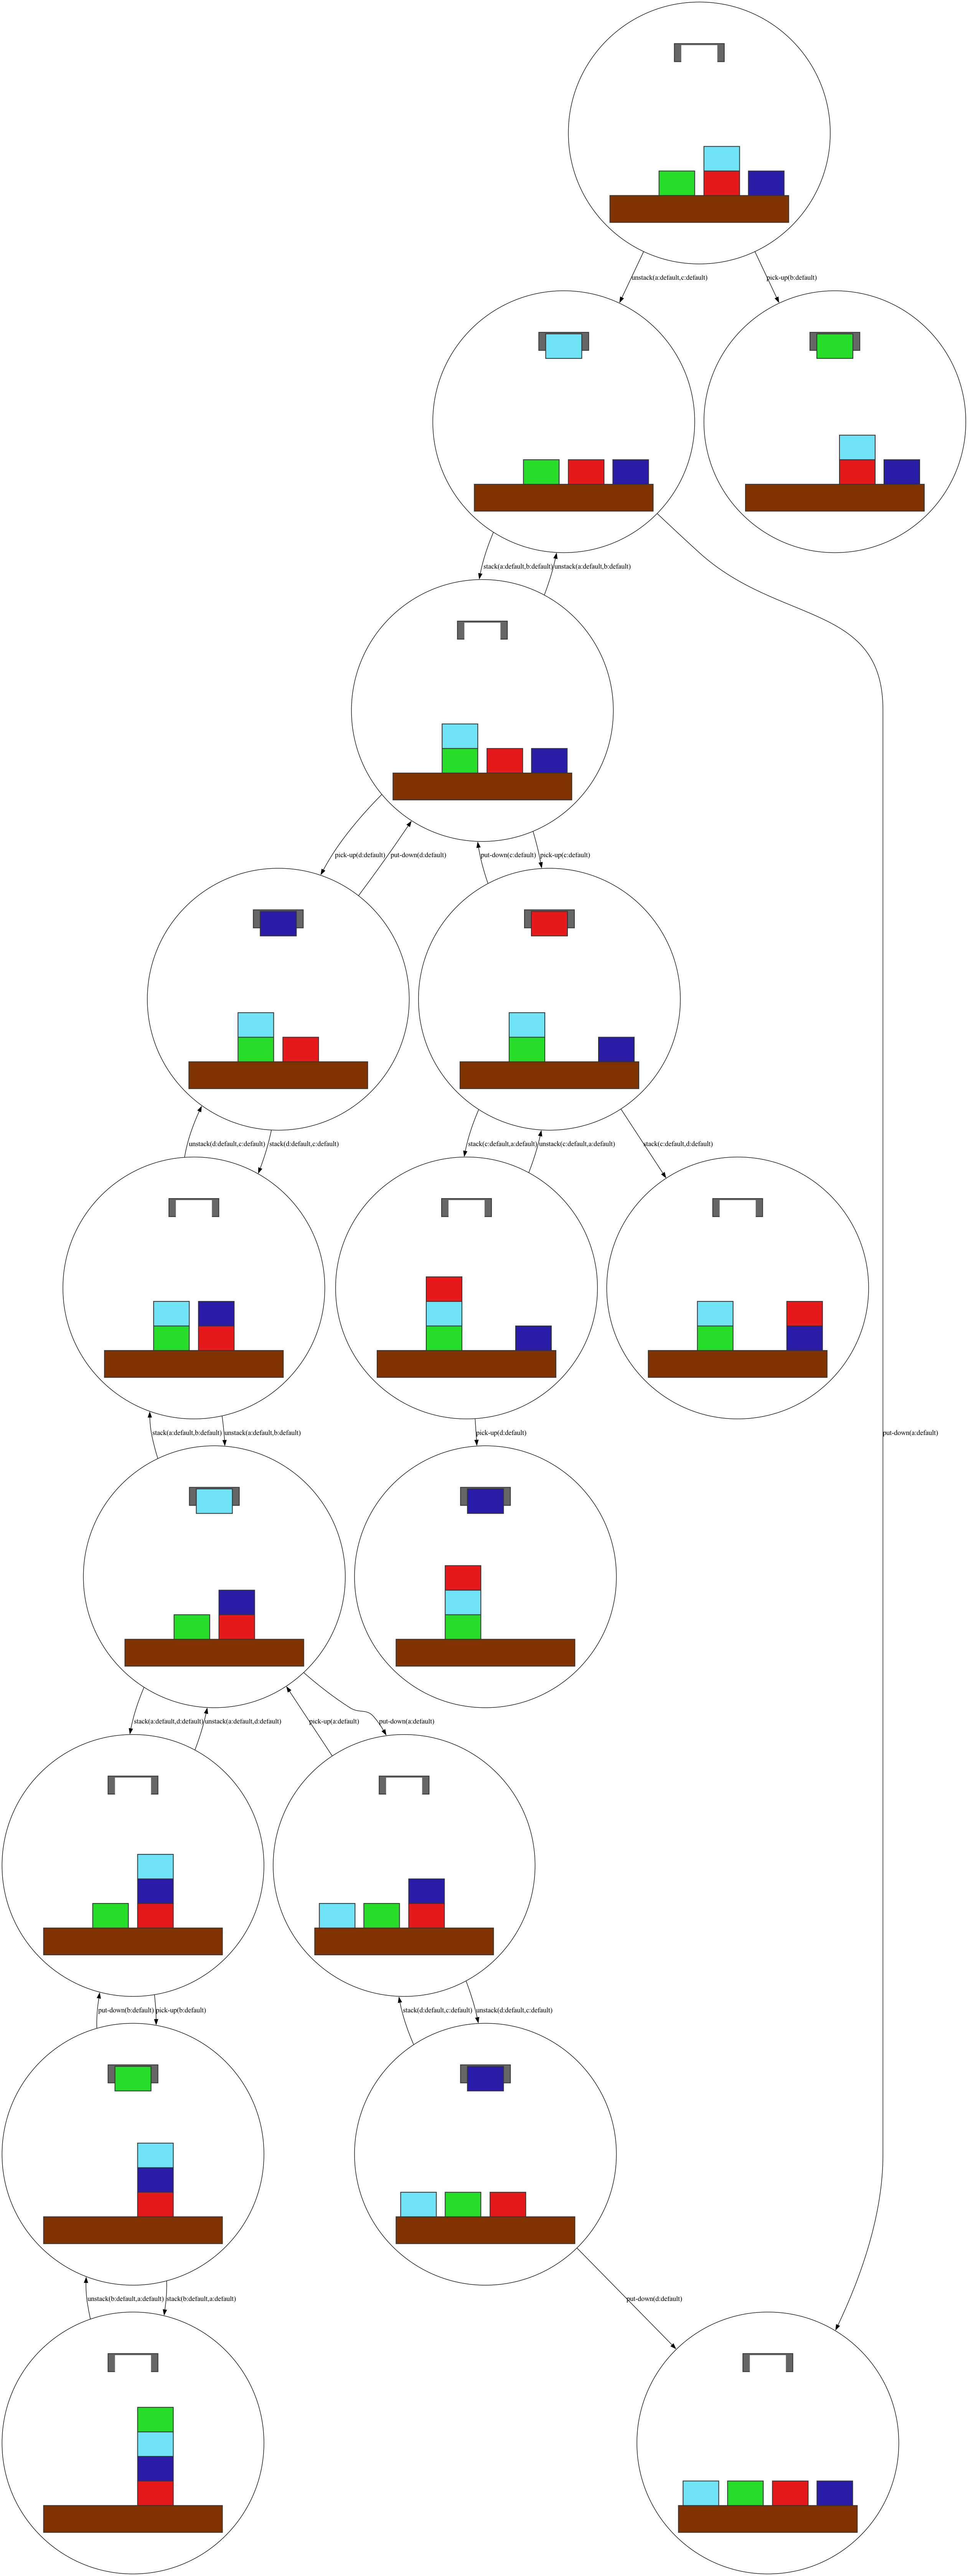 unstack(a:default,c:default)
pick-up(b:default)
stack(a:default,b:default)
unstack(a:default,b:default)
pick-up(d:default)
put-down(d:default)
put-down(c:default)
pick-up(c:default)
unstack(d:default,c:default)
stack(d:default,c:default)
stack(c:default,a:default)
unstack(c:default,a:default)
stack(c:default,d:default)
stack(a:default,b:default)
unstack(a:default,b:default)
pick-up(d:default)
put-down(a:default)
stack(a:default,d:default)
unstack(a:default,d:default)
pick-up(a:default)
put-down(a:default)
put-down(b:default)
pick-up(b:default)
stack(d:default,c:default)
unstack(d:default,c:default)
unstack(b:default,a:default)
stack(b:default,a:default)
put-down(d:default)